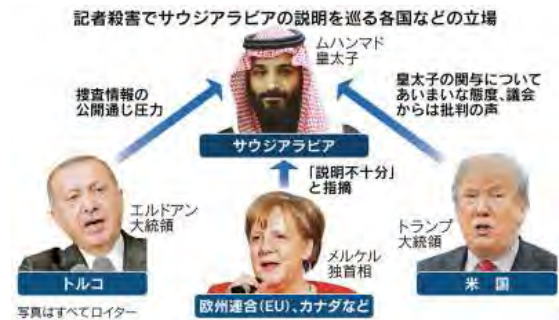 記者殺害でサウジアラビアの説明を巡る各国などの立場
ムハンマド
皇太子
捜査情報の
公開通じ圧力
皇太子の関与について
あいまいな態度、議会
からは批判の声
サウジアラビア
「説明不十分」
と指摘
エルドアン
大統領
メルケル
独首相
トランプ
大統領
トルコ
欧州連合(EU)、カナダなど
米国
写真はすべてロイター